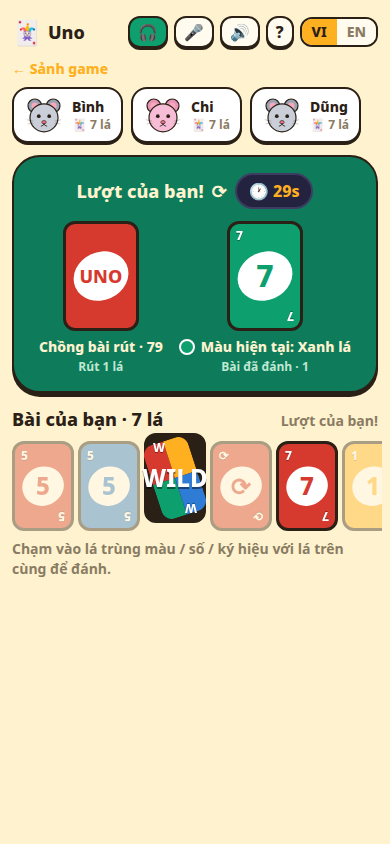 Uno
?
VI EN
← Sảnh game
Bình
7 lá
Chi
7 lá
Dũng
7 lá
Lượt của bạn! ⟳ 29s
UNO
7
7
7
Chồng bài rút · 79
Rút 1 lá
Màu hiện tại: Xanh lá
Bài đã đánh · 1
Bài của bạn · 7 lá
Lượt của bạn!
5
5
5
5
5
5
W
WILD
W
⟳
⟳
⟳
7
7
7
1
1
Chạm vào lá trùng màu / số / ký hiệu với lá trên
cùng để đánh.